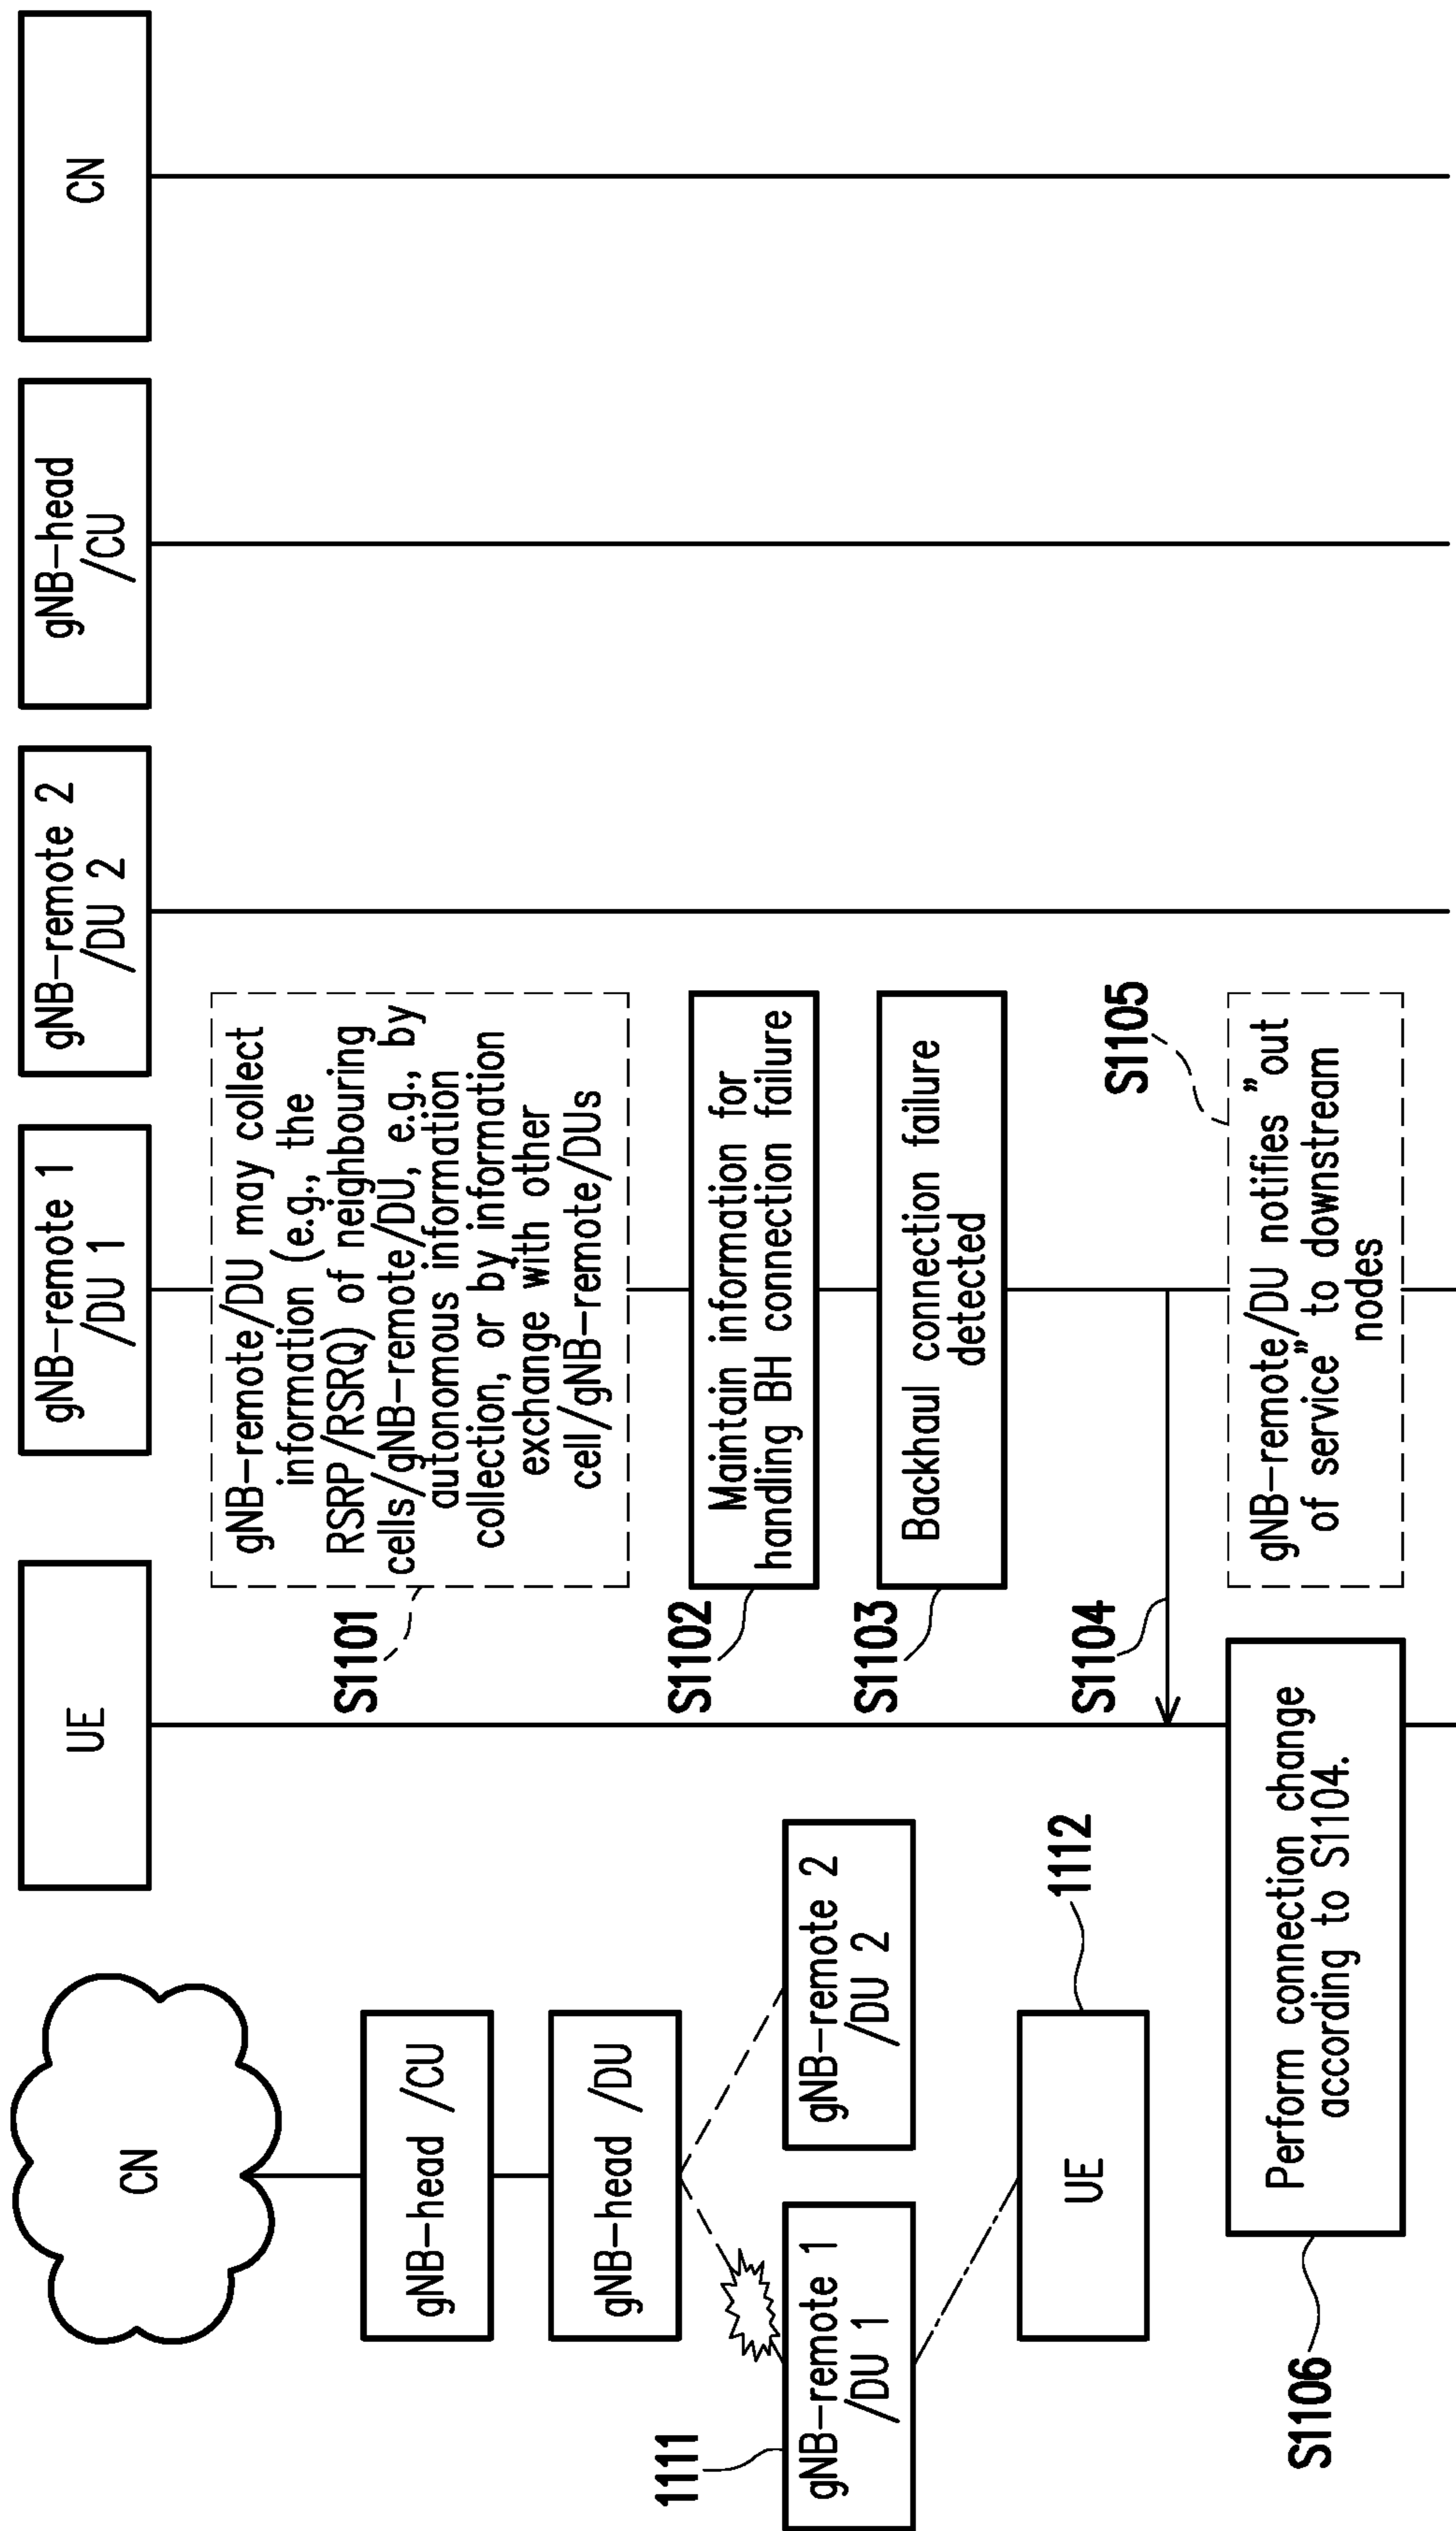 CN
gNB-head /CU
gNB-head /DU
1111
gNB-remote 1
/DU 1
gNB-remote 2
/DU 2
UE
1112
UE
gNB-remote 1
/DU 1
gNB-remote 2
/DU 2
gNB-head
/CU
CN
S1101
gNB-remote/DU may collect
information (e.g., the
RSRP/RSRQ) of neighbouring
cells/gNB-remote/DU, e.g., by
autonomous information
collection, or by information
exchange with other
cell/gNB-remote/DUs
S1102
Maintain information for
handling BH connection failure
S1103
Backhaul connection failure
detected
S1104
S1105
gNB-remote/DU notifies "out
of service" to downstream
nodes
S1106
Perform connection change
according to S1104.